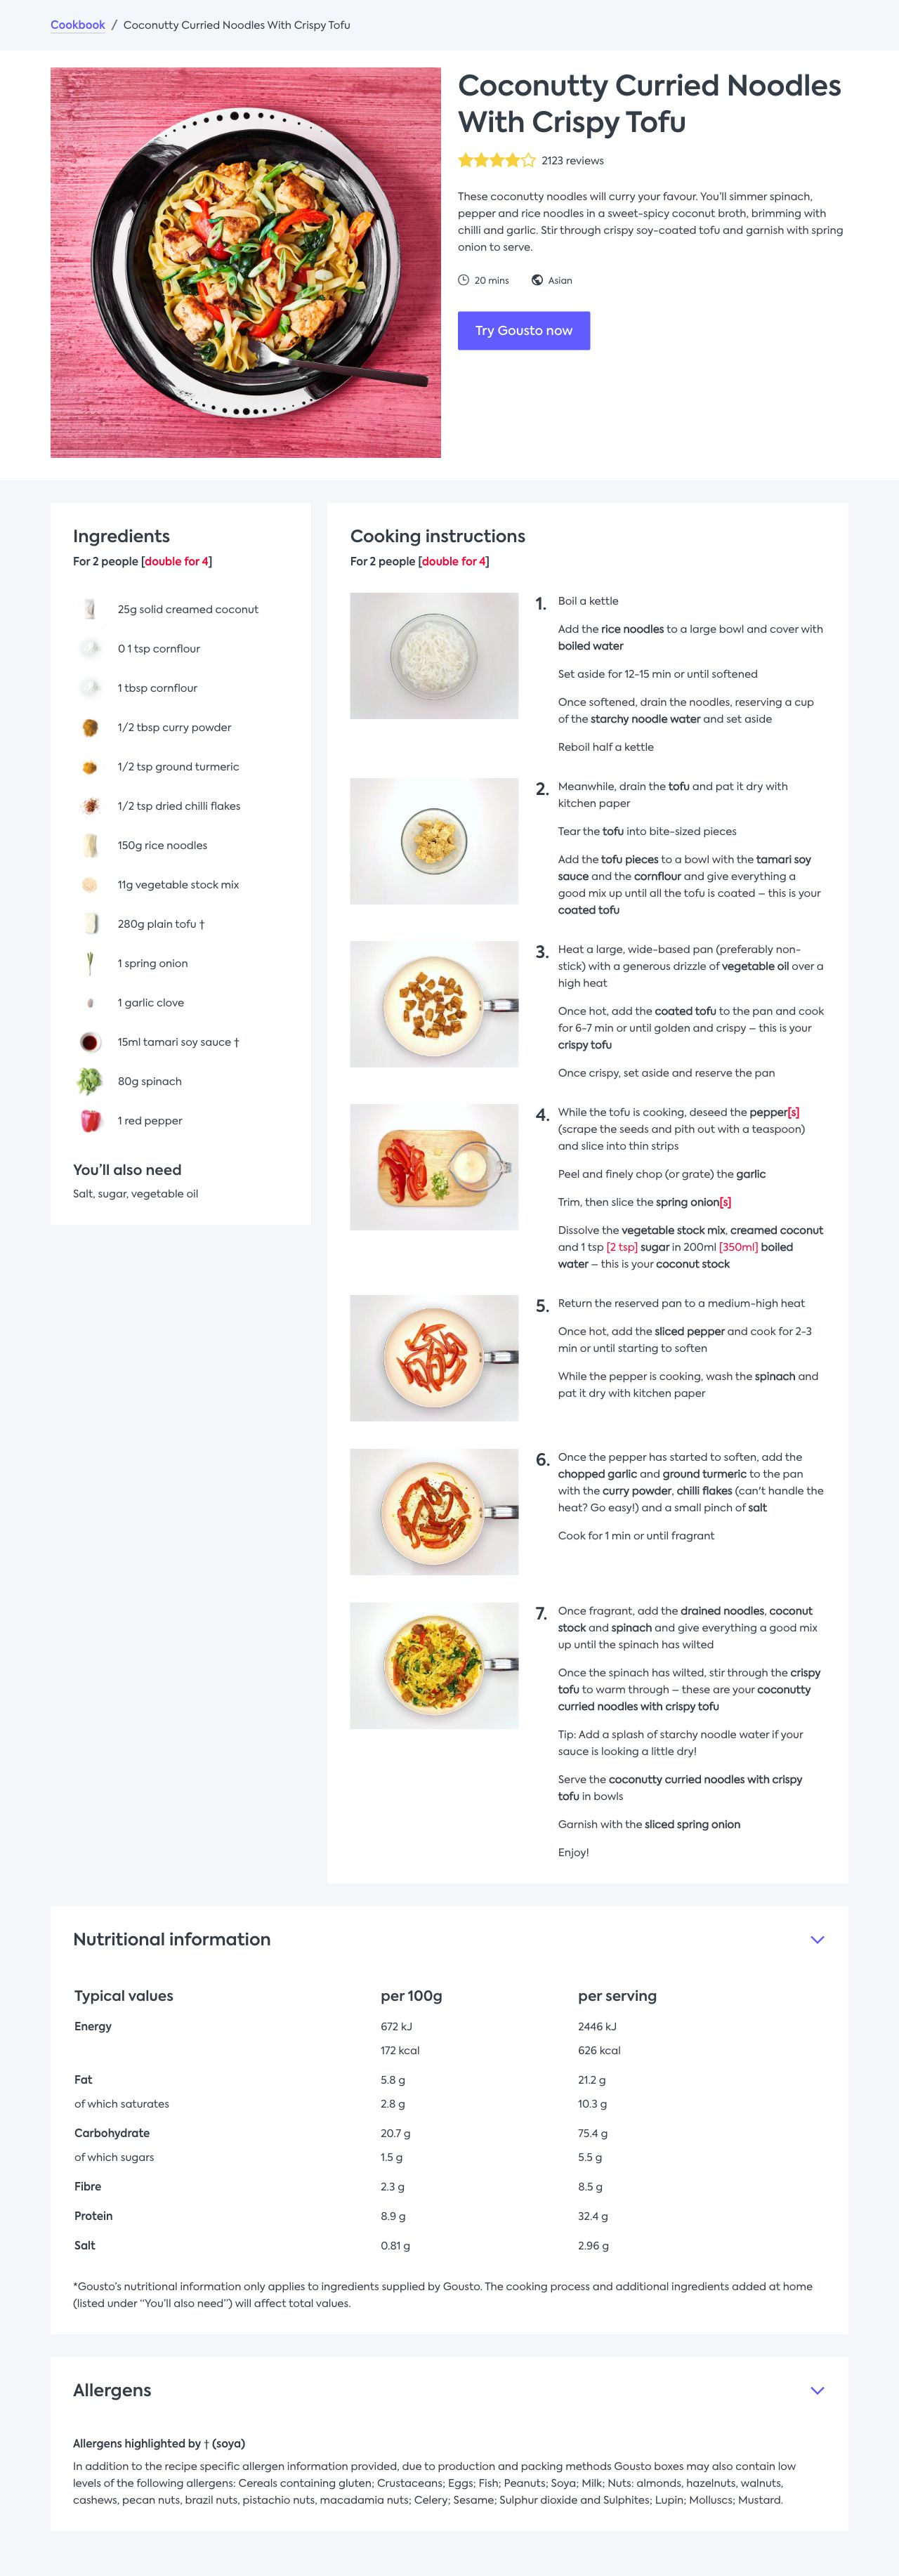 Cookbook / Coconutty Curried Noodles With Crispy Tofu
Coconutty Curried Noodles
With Crispy Tofu
2123 reviews
These coconutty noodles will curry your favour. You'll simmer spinach,
pepper and rice noodles in a sweet-spicy coconut broth, brimming with
chilli and garlic. Stir through crispy soy-coated tofu and garnish with spring
onion to serve.
20 mins Asian
Try Gousto now
Ingredients
For 2 people [double for 4]
25g solid creamed coconut
0 1 tsp cornflour
1 tbsp cornflour
1/2 tbsp curry powder
1/2 tsp ground turmeric
1/2 tsp dried chilli flakes
150g rice noodles
11g vegetable stock mix
280g plain tofu †
1 spring onion
1 garlic clove
15ml tamari soy sauce †
80g spinach
1 red pepper
You'll also need
Salt, sugar, vegetable oil
Cooking instructions
For 2 people [double for 4]
1. Boil a kettle
Add the rice noodles to a large bowl and cover with
boiled water
Set aside for 12-15 min or until softened
Once softened, drain the noodles, reserving a cup
of the starchy noodle water and set aside
Reboil half a kettle
2. Meanwhile, drain the tofu and pat it dry with
kitchen paper
Tear the tofu into bite-sized pieces
Add the tofu pieces to a bowl with the tamari soy
sauce and the cornflour and give everything a
good mix up until all the tofu is coated – this is your
coated tofu
3. Heat a large, wide-based pan (preferably non-
stick) with a generous drizzle of vegetable oil over a
high heat
Once hot, add the coated tofu to the pan and cook
for 6-7 min or until golden and crispy – this is your
crispy tofu
Once crispy, set aside and reserve the pan
4. While the tofu is cooking, deseed the pepper[s]
(scrape the seeds and pith out with a teaspoon)
and slice into thin strips
Peel and finely chop (or grate) the garlic
Trim, then slice the spring onion[s]
Dissolve the vegetable stock mix, creamed coconut
and 1 tsp [2 tsp] sugar in 200ml [350ml] boiled
water – this is your coconut stock
5. Return the reserved pan to a medium-high heat
Once hot, add the sliced pepper and cook for 2-3
min or until starting to soften
While the pepper is cooking, wash the spinach and
pat it dry with kitchen paper
6. Once the pepper has started to soften, add the
chopped garlic and ground turmeric to the pan
with the curry powder, chilli flakes (can't handle the
heat? Go easy!) and a small pinch of salt
Cook for 1 min or until fragrant
7. Once fragrant, add the drained noodles, coconut
stock and spinach and give everything a good mix
up until the spinach has wilted
Once the spinach has wilted, stir through the crispy
tofu to warm through – these are your coconutty
curried noodles with crispy tofu
Tip: Add a splash of starchy noodle water if your
sauce is looking a little dry!
Serve the coconutty curried noodles with crispy
tofu in bowls
Garnish with the sliced spring onion
Enjoy!
Nutritional information
Typical values per 100g per serving
Energy 672 kJ 2446 kJ
172 kcal 626 kcal
Fat 5.8 g 21.2 g
of which saturates 2.8 g 10.3 g
Carbohydrate 20.7 g 75.4 g
of which sugars 1.5 g 5.5 g
Fibre 2.3 g 8.5 g
Protein 8.9 g 32.4 g
Salt 0.81 g 2.96 g
*Gousto's nutritional information only applies to ingredients supplied by Gousto. The cooking process and additional ingredients added at home
(listed under "You'll also need") will affect total values.
Allergens
Allergens highlighted by † (soya)
In addition to the recipe specific allergen information provided, due to production and packing methods Gousto boxes may also contain low
levels of the following allergens: Cereals containing gluten; Crustaceans; Eggs; Fish; Peanuts; Soya; Milk; Nuts: almonds, hazelnuts, walnuts,
cashews, pecan nuts, brazil nuts, pistachio nuts, macadamia nuts; Celery; Sesame; Sulphur dioxide and Sulphites; Lupin; Molluscs; Mustard.